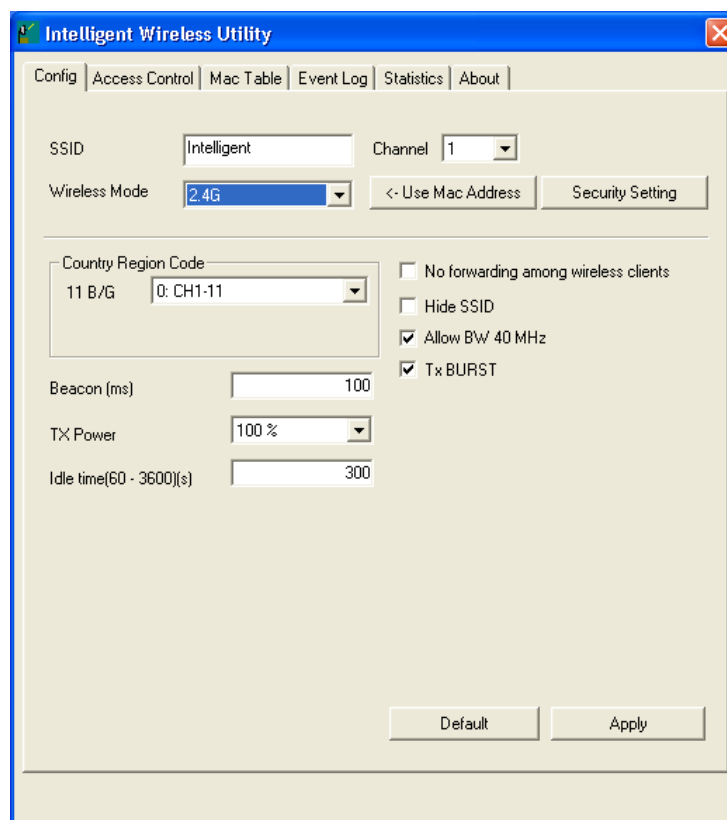 Intelligent Wireless Utility
Config Access Control Mac Table Event Log Statistics About
SSID Intelligent Channel 1
Wireless Mode 2.4G <- Use Mac Address Security Setting
Country Region Code
11 B/G 0: CH1-11
No forwarding among wireless clients
Hide SSID
Allow BW 40 MHz
Tx BURST
Beacon (ms) 100
TX Power 100 %
Idle time(60 - 3600)(s) 300
Default Apply